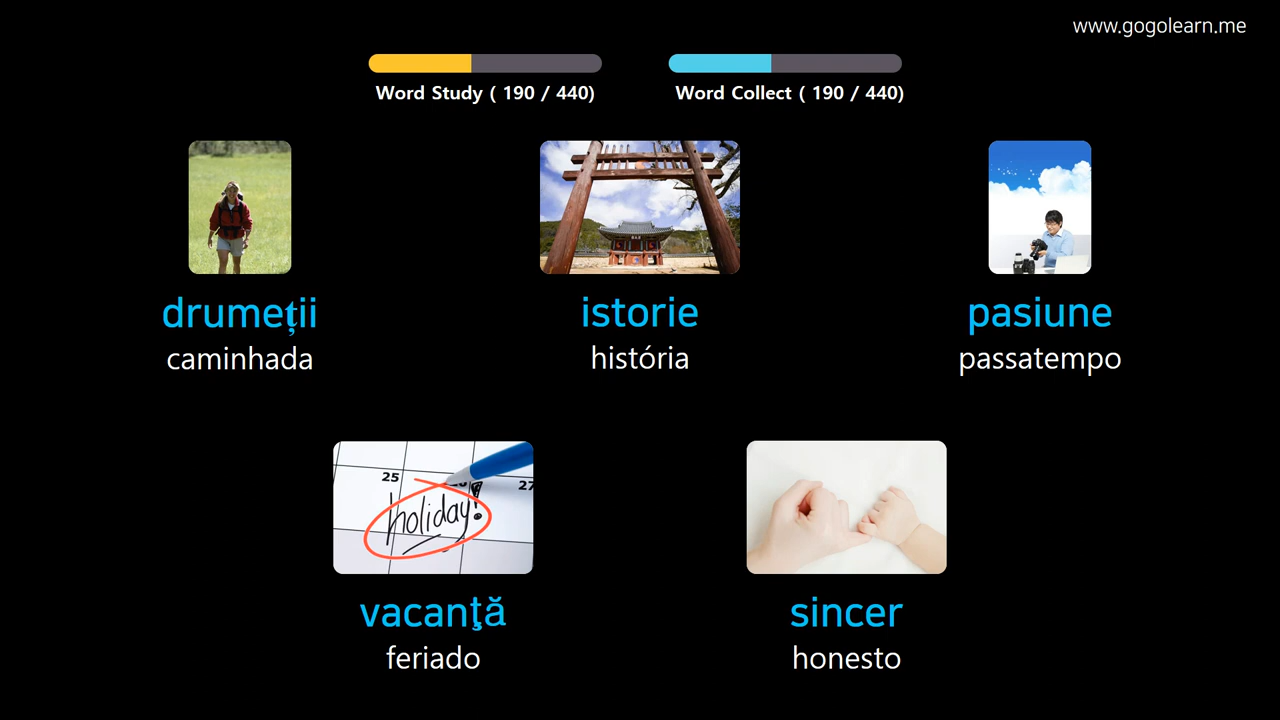 www.gogolearn.me
Word Study ( 190 / 440)
Word Collect ( 190 / 440)
drumeții
caminhada
istorie
história
pasiune
passatempo
25
27
holiday!
vacanţă
feriado
sincer
honesto